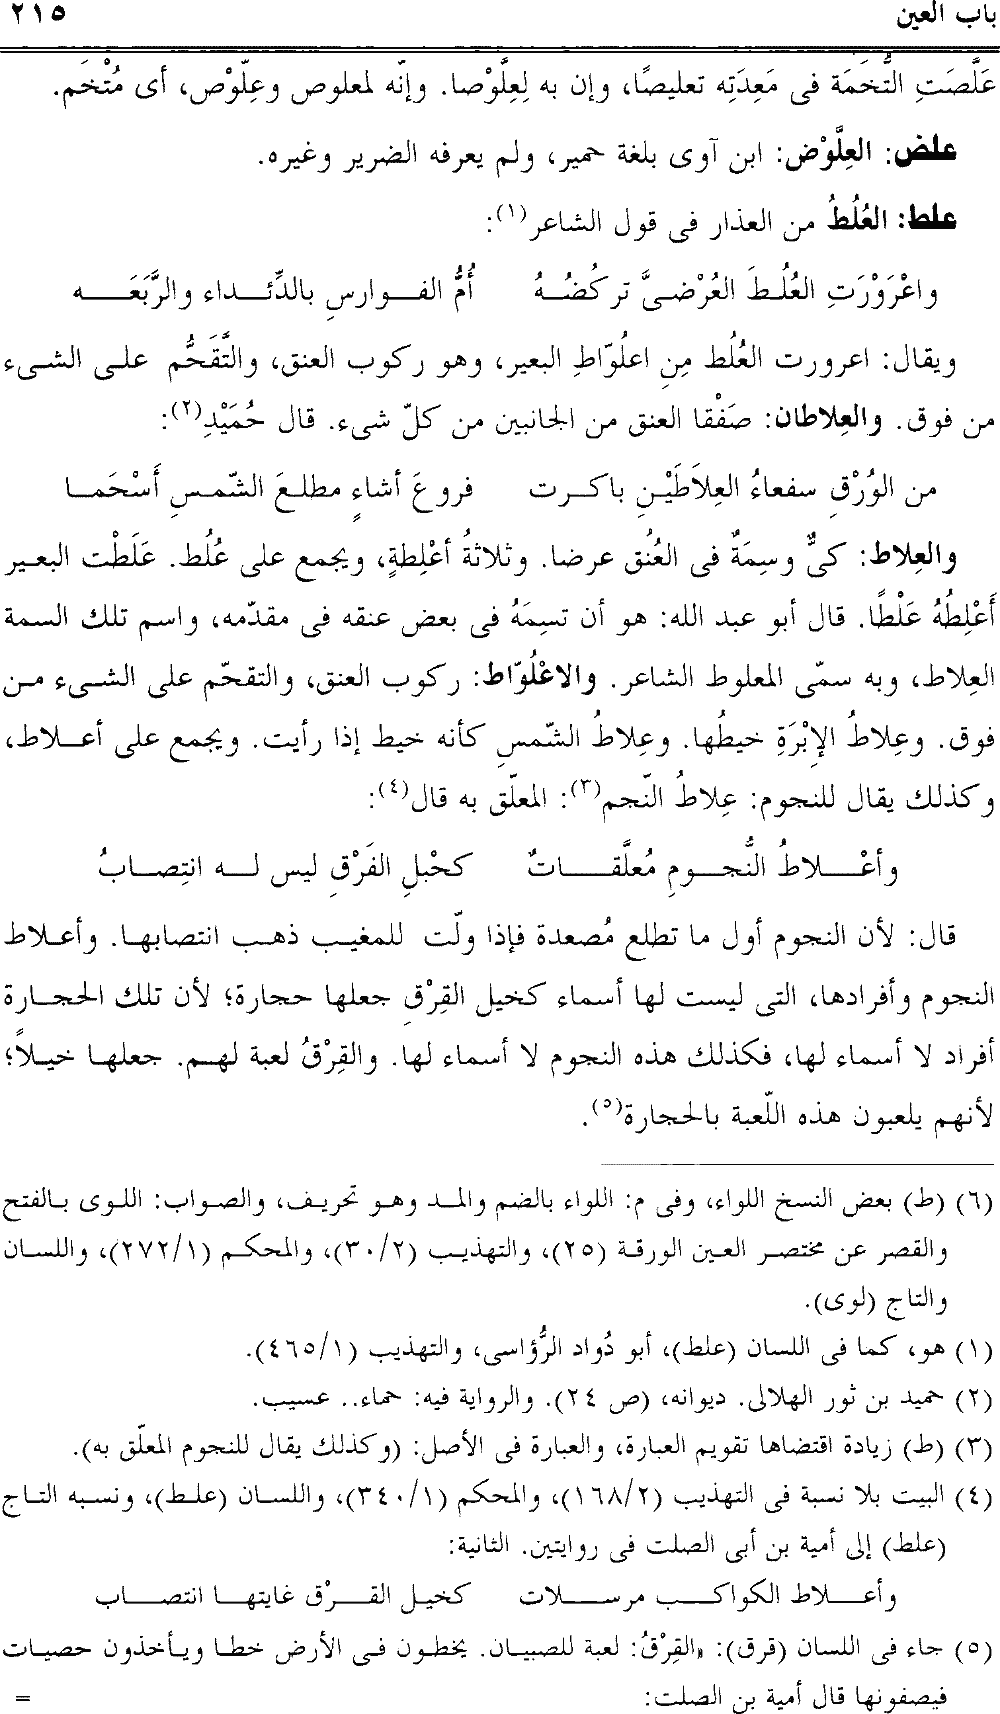 باب العين ٢١٥
عَلَّصَتِ التُّخَمَة فى مَعِدَتِه تعليصًا، وإن به لِعِلَّوْصا. وإنّه لمعلوص وعِلّوْص، أى مُتْخَم.
علض: العِلَّوْض: ابن آوى بلغة حمير، ولم يعرفه الضرير وغيره.
علط: العُلُطُ من العذار فى قول الشاعر(١):
واعْرَوْرَتِ العُلُطَ العُرْضىَّ تركُضُهُ أُمُّ الفوارسِ بالدِّئداء والرَّبَعَه
ويقال: اعرورت العُلُط مِنِ اعلُوّاطِ البعير، وهو ركوب العنق، والتَّقَحُّم على الشىء
من فوق. والعِلاطان: صَفْقا العنق من الجانبين من كلّ شىء. قال حُمَيْدِ(٢):
من الوُرْقِ سفعاءُ العِلاَطَيْنِ باكرت فروعَ أشاءٍ مطلعَ الشّمسِ أَسْحَما
والعِلاط: كىٌّ وسِمَةٌ فى العُنُق عرضا. وثلاثةُ أعْلِطةٍ، ويجمع على عُلُط. عَلَطْت البعير
أَعْلِطُهُ عَلْطًا. قال أبو عبد الله: هو أن تسِمَهُ فى بعض عنقه فى مقدّمه، واسم تلك السمة
العِلاط، وبه سمّى المعلوط الشاعر. والاعْلُوّاط: ركوب العنق، والتقحّم على الشىء من
فوق. وعِلاطُ الإبْرَةِ خيطُها. وعِلاطُ الشّمسِ كأنه خيط إذا رأيت. ويجمع على أعلاط،
وكذلك يقال للنجوم: عِلاطُ النّجم(٣): المعلّق به قال(٤):
وأعْلاطُ النُّجومِ مُعلَّقاتٌ كحْبلِ الفَرْقِ ليس له انتِصابُ
قال: لأن النجوم أول ما تطلع مُصعدة فإذا ولّت للمغيب ذهب انتصابها. وأعلاط
النجوم وأفرادها، التى ليست لها أسماء كخيل القِرْقِ جعلها حجارة؛ لأن تلك الحجارة
أفراد لا أسماء لها، فكذلك هذه النجوم لا أسماء لها. والقِرْقُ لعبة لهم. جعلها خيلاً؛
لأنهم يلعبون هذه اللّعبة بالحجارة(٥).
(٦) (ط) بعض النسخ اللواء، وفى م: اللواء بالضم والمد وهو تحريف، والصواب: اللوى بالفتح
والقصر عن مختصر العين الورقة (٢٥)، والتهذيب (٣٠/٢)، والمحكم (٢٧٢/١)، واللسان
والتاج (لوى).
(١) هو، كما فى اللسان (علط)، أبو دُواد الرُّؤاسى، والتهذيب (٤٦٥/١).
(٢) حميد بن ثور الهلالى. ديوانه، (ص ٢٤). والرواية فيه: حماء.. عسيب.
(٣) (ط) زيادة اقتضاها تقويم العبارة، والعبارة فى الأصل: (وكذلك يقال للنجوم المعلّق به).
(٤) البيت بلا نسبة فى التهذيب (١٦٨/٢)، والمحكم (٣٤٠/١)، واللسان (علط)، ونسبه التاج
(علط) إلى أمية بن أبى الصلت فى روايتين. الثانية:
وأعلاط الكواكب مرسلات كخيل القرْق غايتها انتصاب
(٥) جاء فى اللسان (قرق): «القِرْقُ: لعبة للصبيان. يخطون فى الأرض خطا ويأخذون حصيات
فيصفونها قال أمية بن الصلت: =